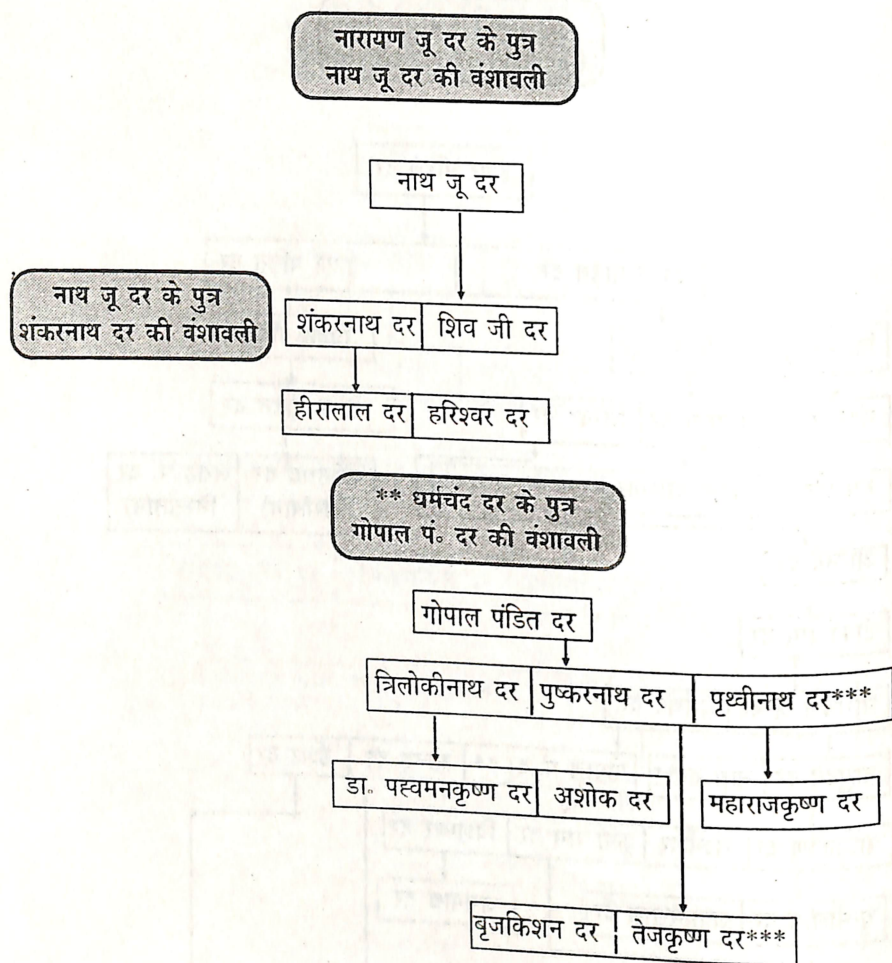 नारायण जू दर के पुत्र
नाथ जू दर की वंशावली
नाथ जू दर
नाथ जू दर के पुत्र
शंकरनाथ दर की वंशावली
शंकरनाथ दर शिव जी दर
हीरालाल दर हरिश्वर दर
** धर्मचंद दर के पुत्र
गोपाल पं॰ दर की वंशावली
गोपाल पंडित दर
त्रिलोकीनाथ दर पुष्करनाथ दर पृथ्वीनाथ दर***
डा॰ पह्वमनकृष्ण दर अशोक दर महाराजकृष्ण दर
बृजकिशन दर तेजकृष्ण दर***